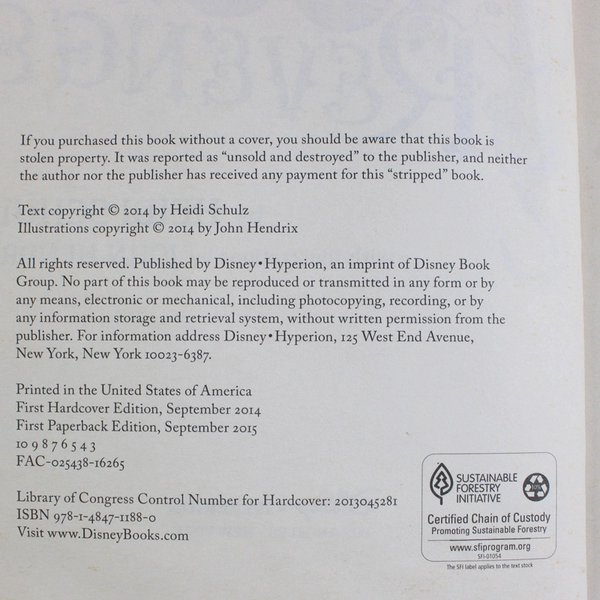 REVENGE
If you purchased this book without a cover, you should be aware that this book is
stolen property. It was reported as “unsold and destroyed” to the publisher, and neither
the author nor the publisher has received any payment for this “stripped” book.
Text copyright © 2014 by Heidi Schulz
Illustrations copyright © 2014 by John Hendrix
All rights reserved. Published by Disney•Hyperion, an imprint of Disney Book
Group. No part of this book may be reproduced or transmitted in any form or by
any means, electronic or mechanical, including photocopying, recording, or by
any information storage and retrieval system, without written permission from the
publisher. For information address Disney•Hyperion, 125 West End Avenue,
New York, New York 10023-6387.
Printed in the United States of America
First Hardcover Edition, September 2014
First Paperback Edition, September 2015
10 9 8 7 6 5 4 3
FAC-025438-16265
Library of Congress Control Number for Hardcover: 2013045281
ISBN 978-1-4847-1188-0
Visit www.DisneyBooks.com
SUSTAINABLE
FORESTRY
INITIATIVE
Certified Chain of Custody
Promoting Sustainable Forestry
www.sfiprogram.org
SFI-01054
The SFI label applies to the text stock